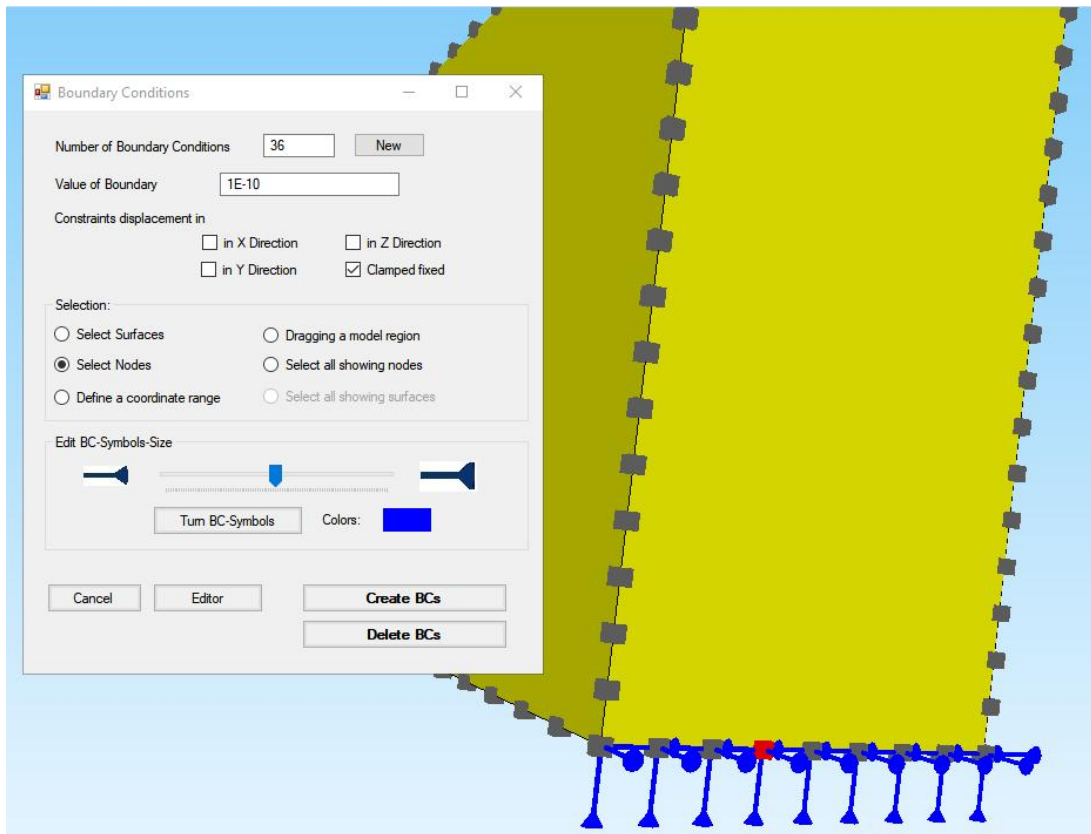 Boundary Conditions
Number of Boundary Conditions 36 New
Value of Boundary 1E-10
Constraints displacement in
in X Direction in Z Direction
in Y Direction Clamped fixed
Selection:
Select Surfaces Dragging a model region
Select Nodes Select all showing nodes
Define a coordinate range Select all showing surfaces
Edit BC-Symbols-Size
Turn BC-Symbols Colors:
Cancel Editor Create BCs
Delete BCs